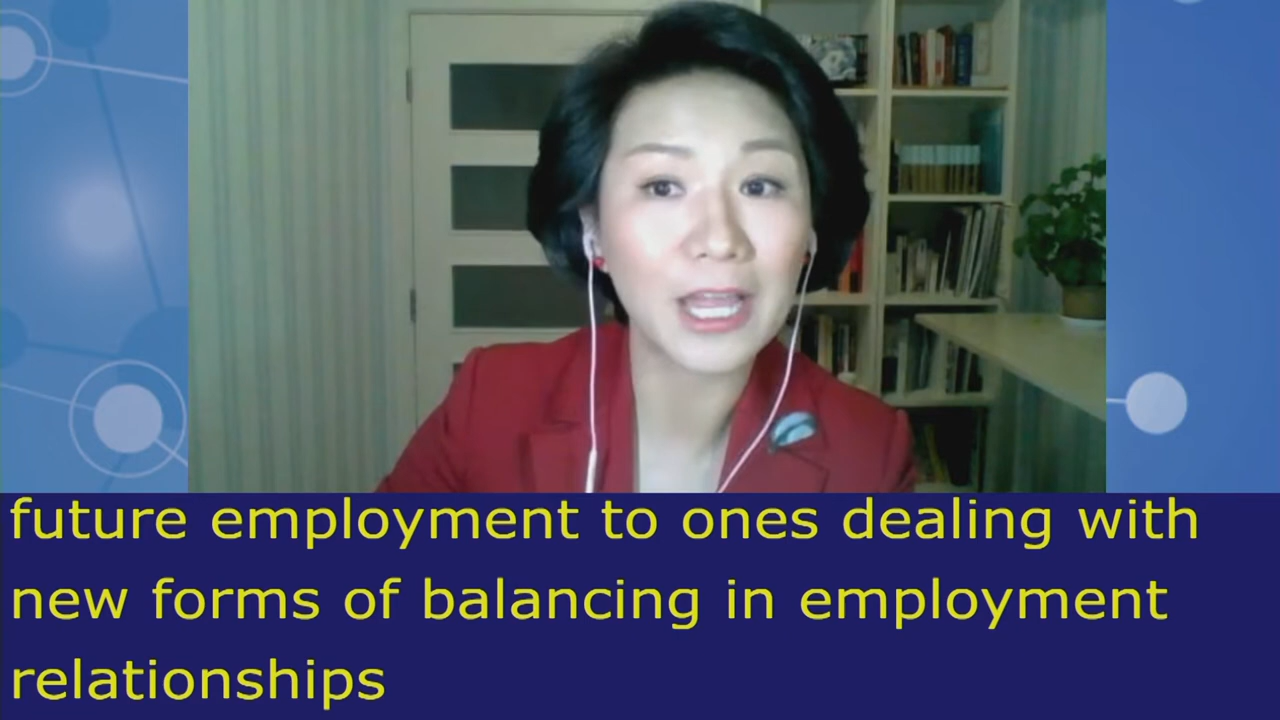 future employment to ones dealing with
new forms of balancing in employment
relationships